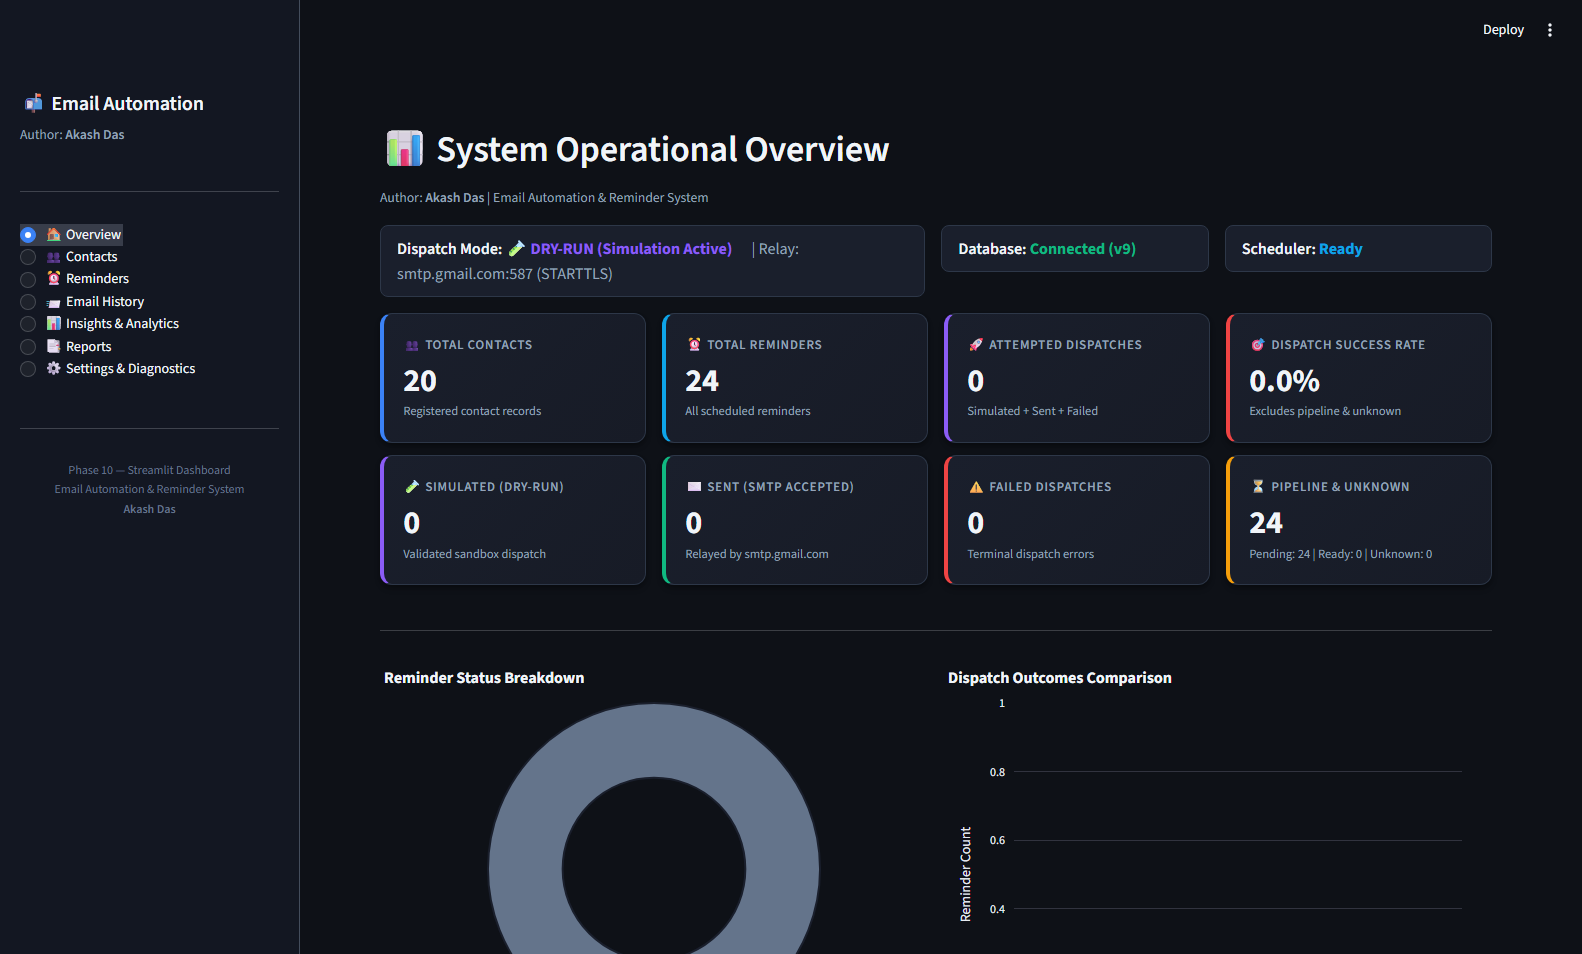 Deploy
Email Automation
Author: Akash Das
Overview
Contacts
Reminders
Email History
Insights & Analytics
Reports
Settings & Diagnostics
Phase 10 — Streamlit Dashboard
Email Automation & Reminder System
Akash Das
System Operational Overview
Author: Akash Das | Email Automation & Reminder System
Dispatch Mode: DRY-RUN (Simulation Active) | Relay:
smtp.gmail.com:587 (STARTTLS)
Database: Connected (v9)
Scheduler: Ready
TOTAL CONTACTS
20
Registered contact records
TOTAL REMINDERS
24
All scheduled reminders
ATTEMPTED DISPATCHES
0
Simulated + Sent + Failed
DISPATCH SUCCESS RATE
0.0%
Excludes pipeline & unknown
SIMULATED (DRY-RUN)
0
Validated sandbox dispatch
SENT (SMTP ACCEPTED)
0
Relayed by smtp.gmail.com
FAILED DISPATCHES
0
Terminal dispatch errors
PIPELINE & UNKNOWN
24
Pending: 24 | Ready: 0 | Unknown: 0
Reminder Status Breakdown
Dispatch Outcomes Comparison
1
0.8
0.6
0.4
Reminder Count